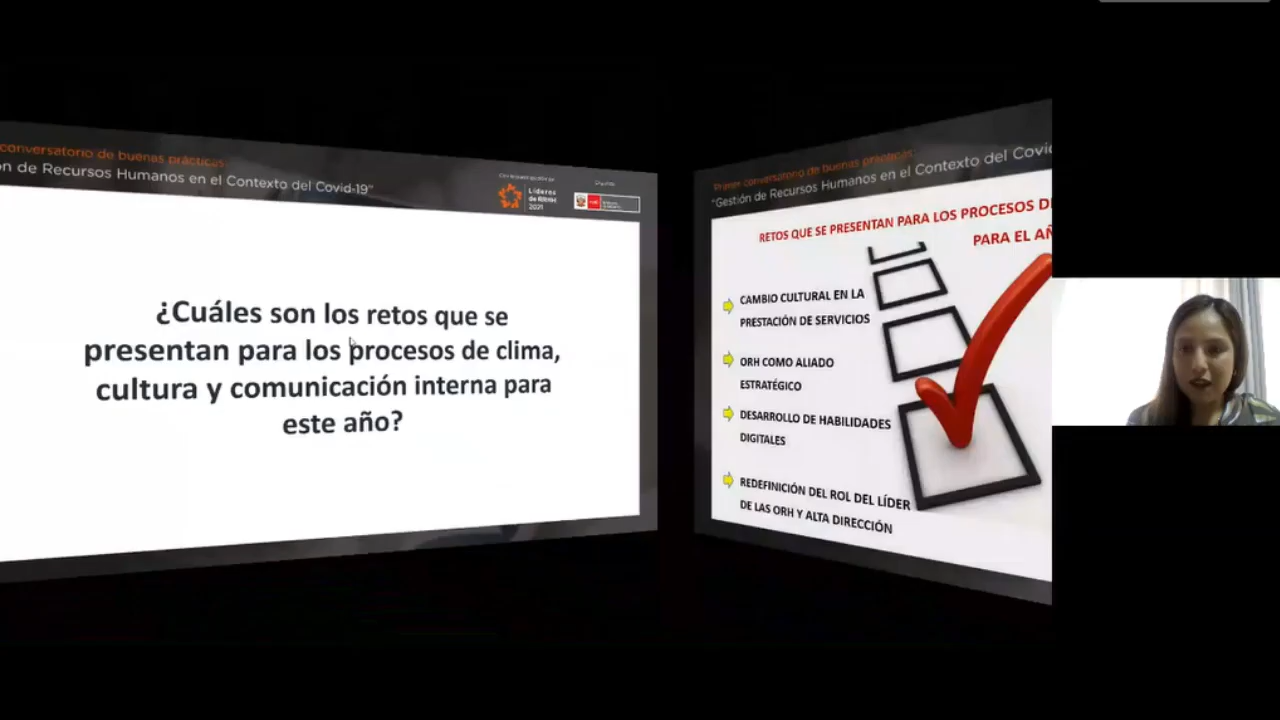 conversatorio de buenas prácticas:
ón de Recursos Humanos en el Contexto del Covid-19"
Líderes
2021
¿Cuáles son los retos que se
presentan para los procesos de clima,
cultura y comunicación interna para
este año?
Primer conversatorio de buenas prácticas:
"Gestión de Recursos Humanos en el Contexto del Covid
RETOS QUE SE PRESENTAN PARA LOS PROCESOS DE
PARA EL AÑ
CAMBIO CULTURAL EN LA
PRESTACIÓN DE SERVICIOS
ORH COMO ALIADO
ESTRATÉGICO
DESARROLLO DE HABILIDADES
DIGITALES
REDEFINICIÓN DEL ROL DEL LÍDER
DE LAS ORH Y ALTA DIRECCIÓN